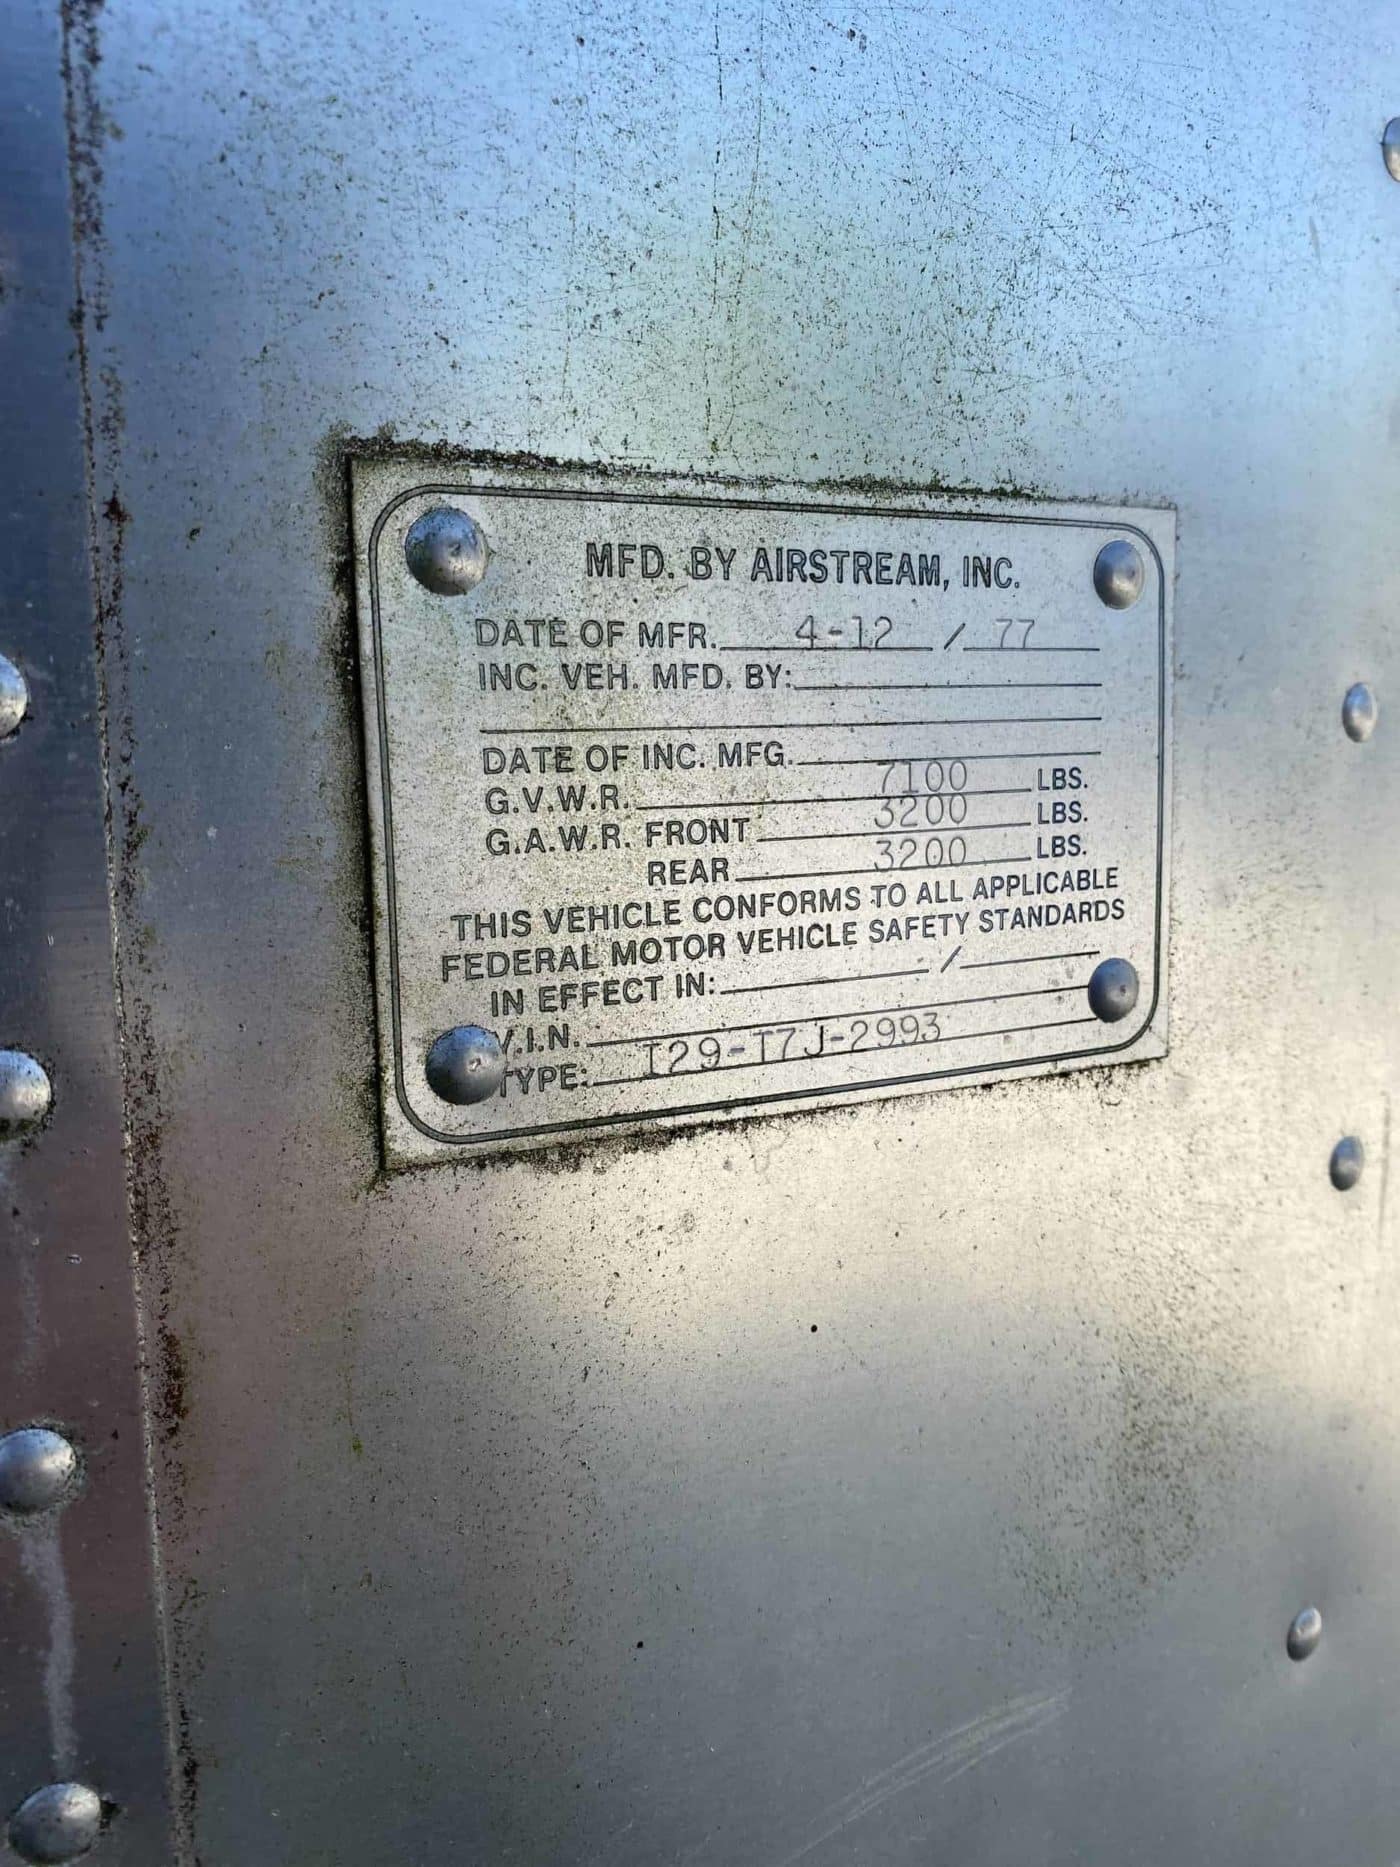 MFD. BY AIRSTREAM, INC.
DATE OF MFR. 4-12 / 77
INC. VEH. MFD. BY:
DATE OF INC. MFG.
G.V.W.R. 7100 LBS.
G.A.W.R. FRONT 3200 LBS.
REAR 3200 LBS.
THIS VEHICLE CONFORMS TO ALL APPLICABLE
FEDERAL MOTOR VEHICLE SAFETY STANDARDS
IN EFFECT IN: /
V.I.N. I29-T7J-2993
TYPE: